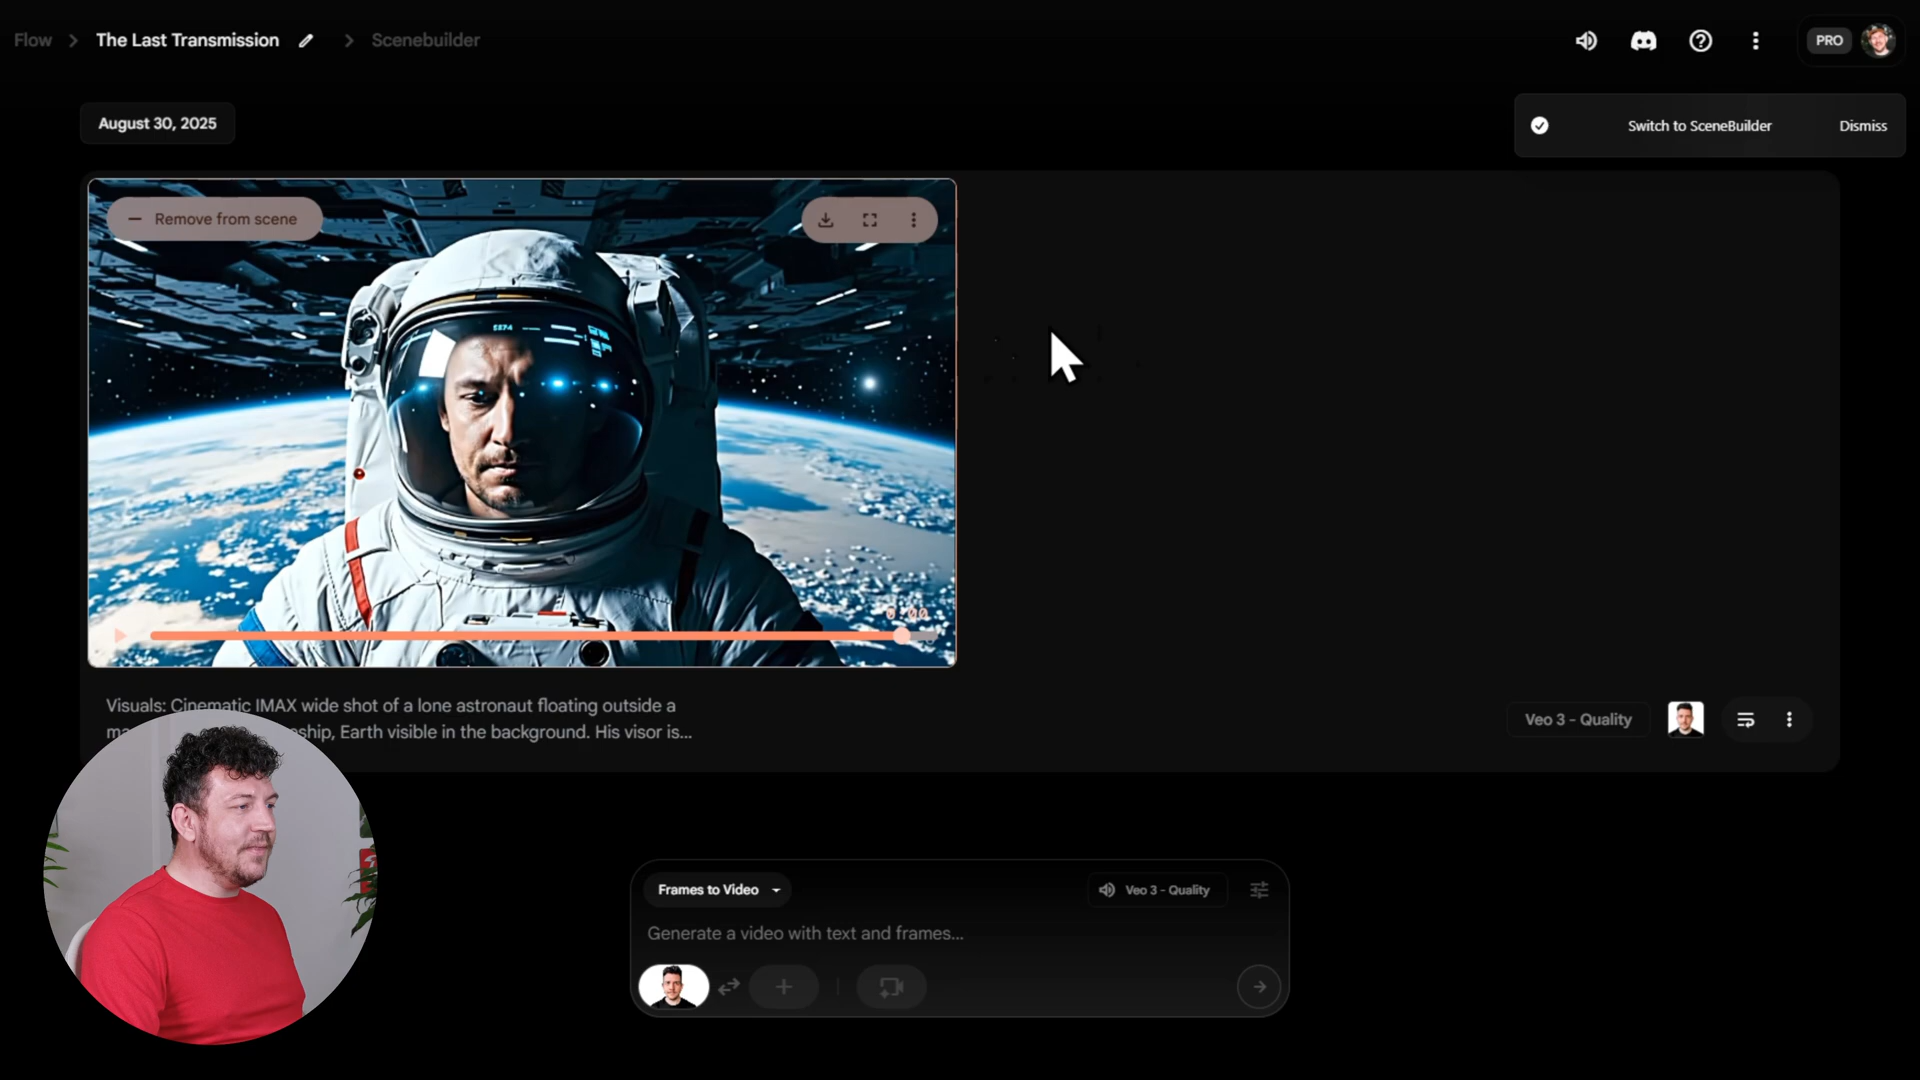 Flow > The Last Transmission > Scenebuilder
PRO
August 30, 2025
Switch to SceneBuilder Dismiss
Remove from scene
Visuals: Cinematic IMAX wide shot of a lone astronaut floating outside a
ship, Earth visible in the background. His visor is...
Veo 3 - Quality
Frames to Video
Veo 3 - Quality
Generate a video with text and frames...